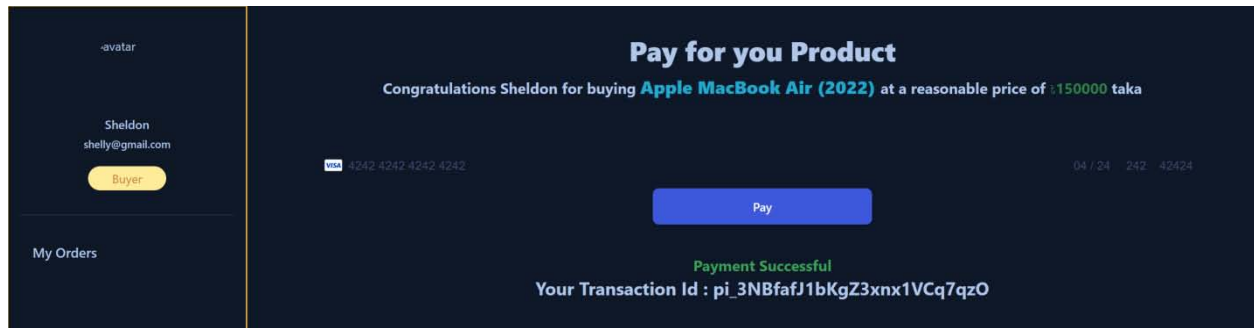 -avatar
Sheldon
shelly@gmail.com
Buyer
My Orders
Pay for you Product
Congratulations Sheldon for buying Apple MacBook Air (2022) at a reasonable price of ৳150000 taka
VISA 4242 4242 4242 4242 04 / 24 242 42424
Pay
Payment Successful
Your Transaction Id : pi_3NBfafJ1bKgZ3xnx1VCq7qzO